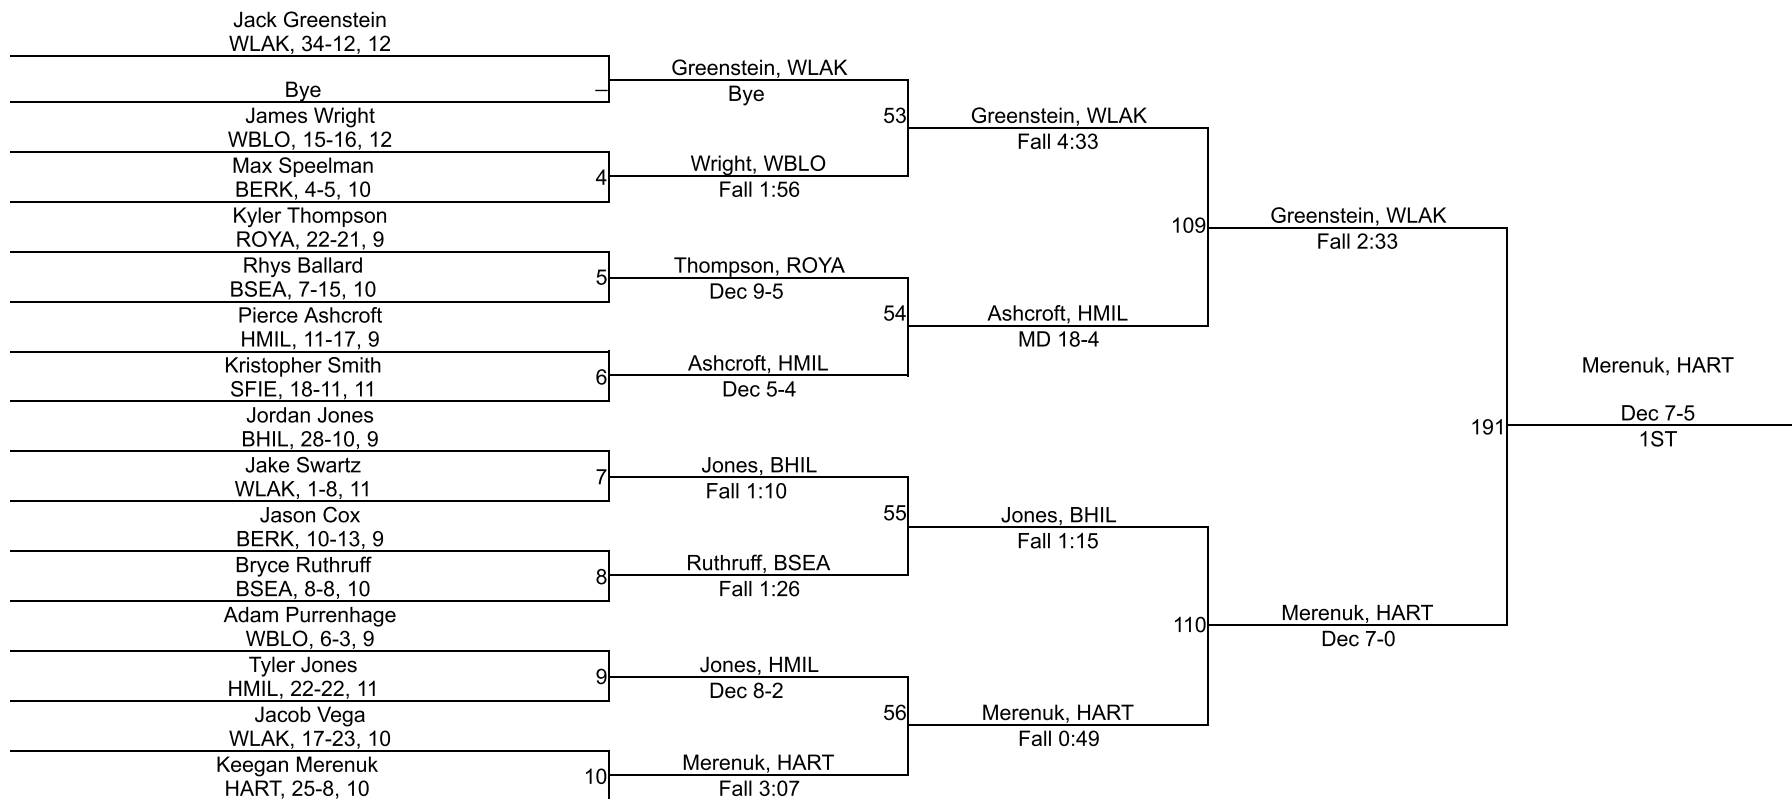 Jack Greenstein
WLAK, 34-12, 12
Bye
–
James Wright
WBLO, 15-16, 12
Max Speelman
BERK, 4-5, 10
4
Kyler Thompson
ROYA, 22-21, 9
Rhys Ballard
BSEA, 7-15, 10
5
Pierce Ashcroft
HMIL, 11-17, 9
Kristopher Smith
SFIE, 18-11, 11
6
Jordan Jones
BHIL, 28-10, 9
Jake Swartz
WLAK, 1-8, 11
7
Jason Cox
BERK, 10-13, 9
Bryce Ruthruff
BSEA, 8-8, 10
8
Adam Purrenhage
WBLO, 6-3, 9
Tyler Jones
HMIL, 22-22, 11
9
Jacob Vega
WLAK, 17-23, 10
Keegan Merenuk
HART, 25-8, 10
10
Greenstein, WLAK
Bye
53
Wright, WBLO
Fall 1:56
Thompson, ROYA
Dec 9-5
54
Ashcroft, HMIL
Dec 5-4
Jones, BHIL
Fall 1:10
55
Ruthruff, BSEA
Fall 1:26
Jones, HMIL
Dec 8-2
56
Merenuk, HART
Fall 3:07
Greenstein, WLAK
Fall 4:33
109
Ashcroft, HMIL
MD 18-4
Jones, BHIL
Fall 1:15
110
Merenuk, HART
Fall 0:49
Greenstein, WLAK
Fall 2:33
191
Merenuk, HART
Dec 7-0
Merenuk, HART
Dec 7-5
1ST